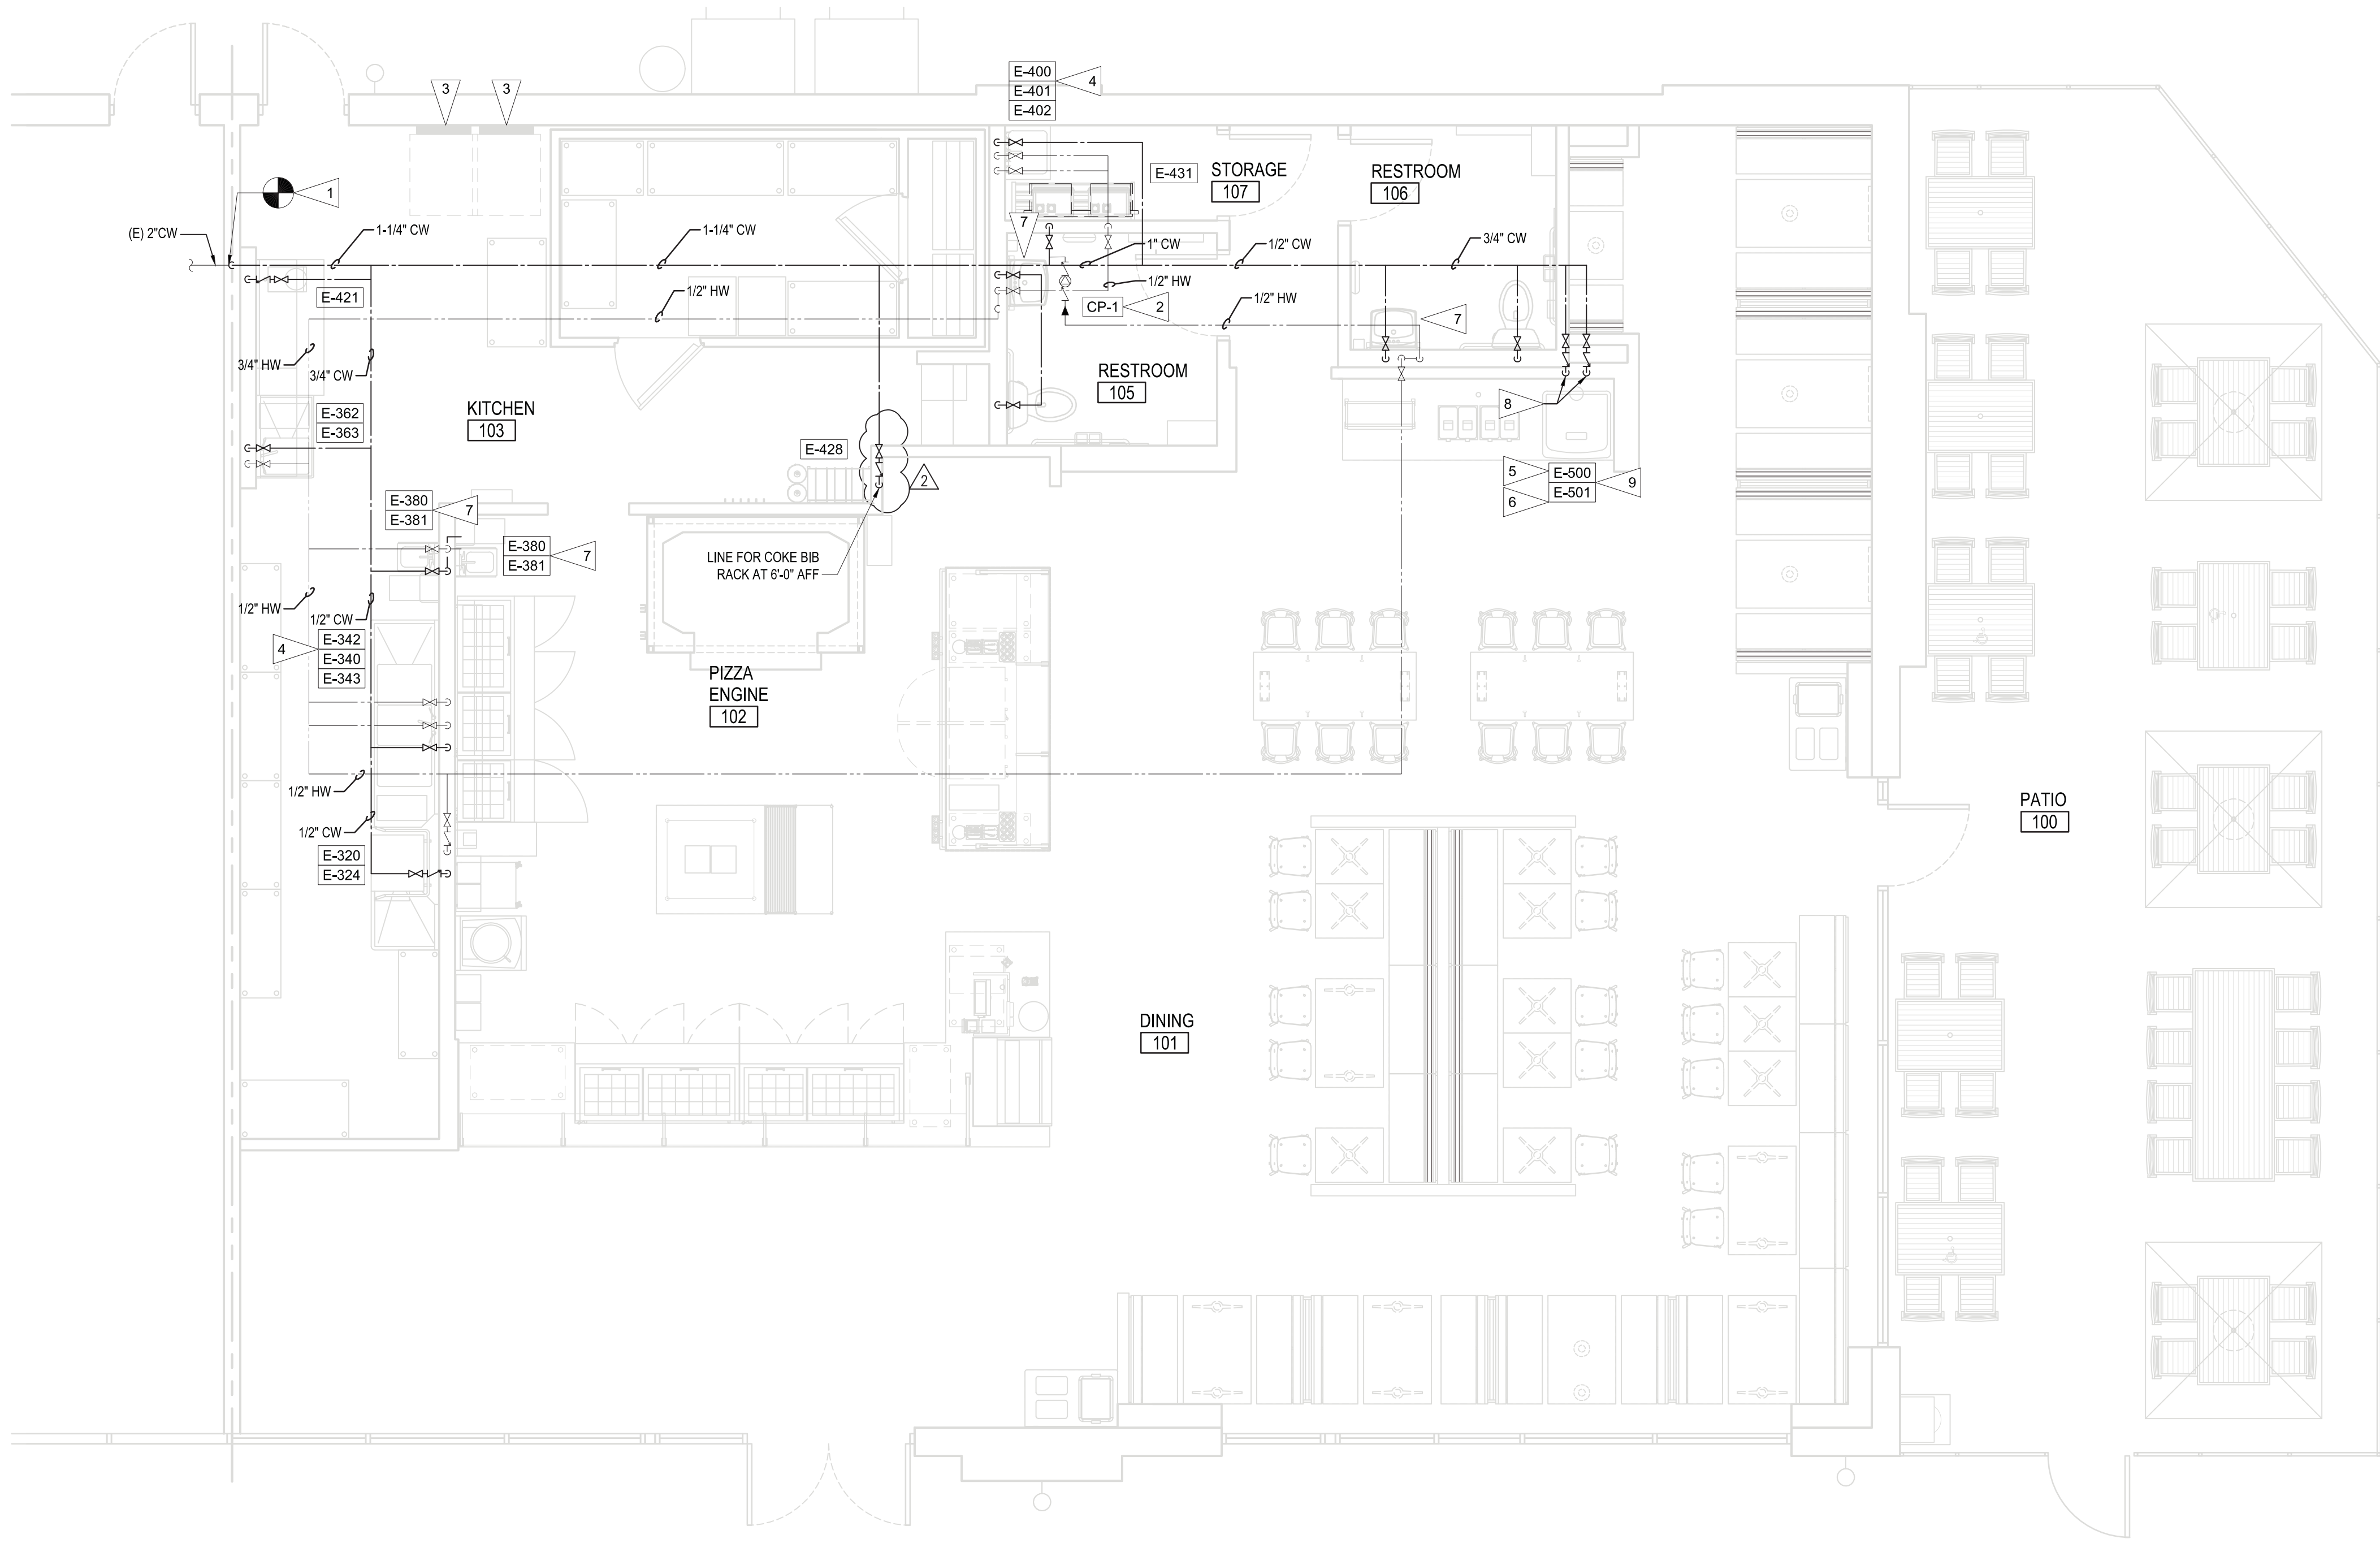 3
3
E-400
E-401
E-402
4
1
E-431
STORAGE
107
RESTROOM
106
7
(E) 2"CW
1-1/4" CW
1-1/4" CW
1" CW
1/2" CW
3/4" CW
E-421
1/2" HW
1/2" HW
CP-1
2
1/2" HW
7
3/4" HW
3/4" CW
RESTROOM
105
E-362
E-363
KITCHEN
103
8
E-428
2
5
E-500
E-501
9
6
E-380
E-381
7
E-380
E-381
7
LINE FOR COKE BIB
RACK AT 6'-0" AFF
1/2" HW
1/2" CW
4
E-342
E-340
E-343
PIZZA
ENGINE
102
1/2" HW
1/2" CW
PATIO
100
E-320
E-324
DINING
101